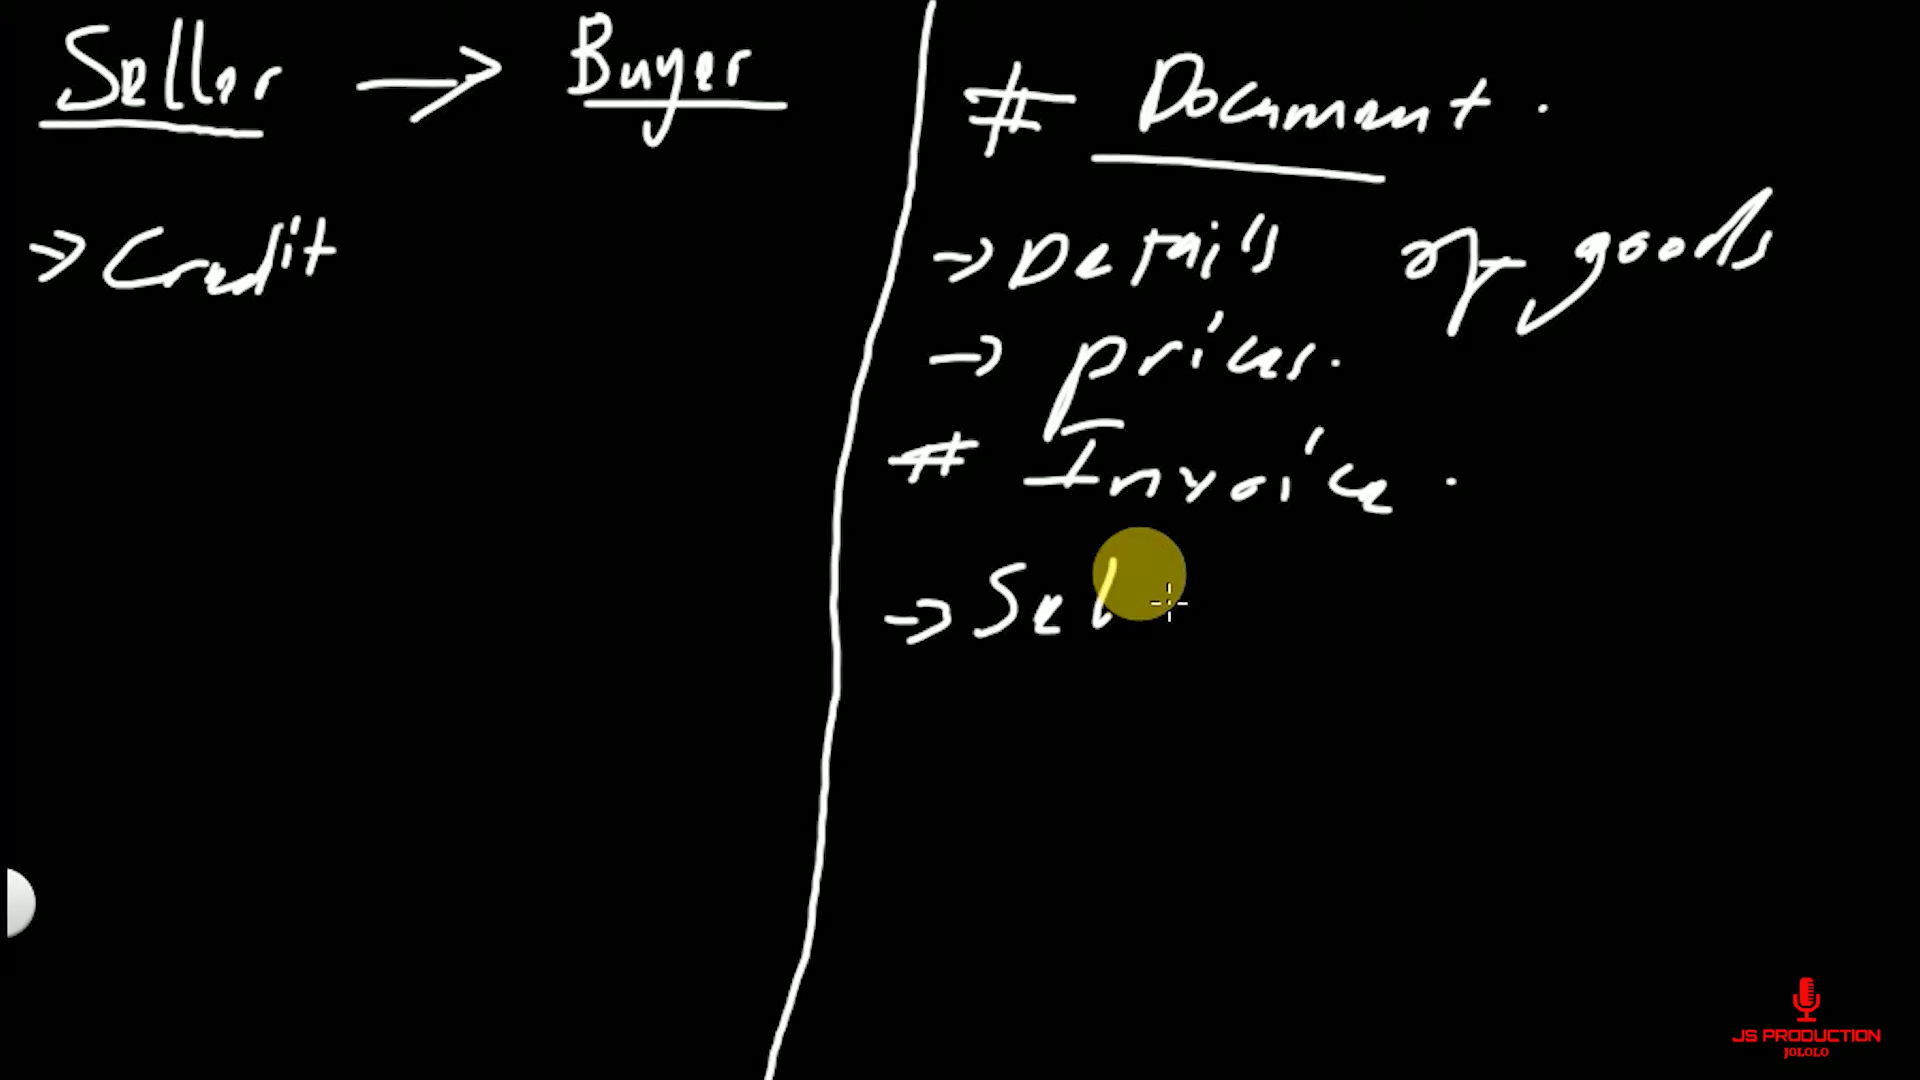 Seller → Buyer
→ Credit
# Document.
→ Details of goods
→ prices.
# Invoice.
→ Sel
JS PRODUCTION
JOLOLO